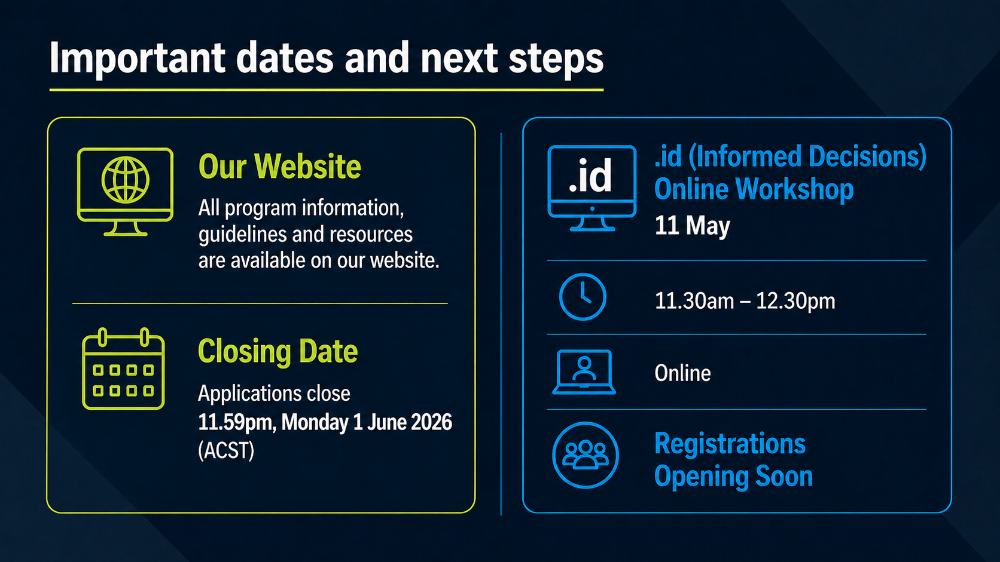 Important dates and next steps
Our Website
All program information,
guidelines and resources
are available on our website.
Closing Date
Applications close
11.59pm, Monday 1 June 2026
(ACST)
.id
.id (Informed Decisions)
Online Workshop
11 May
11.30am – 12.30pm
Online
Registrations
Opening Soon